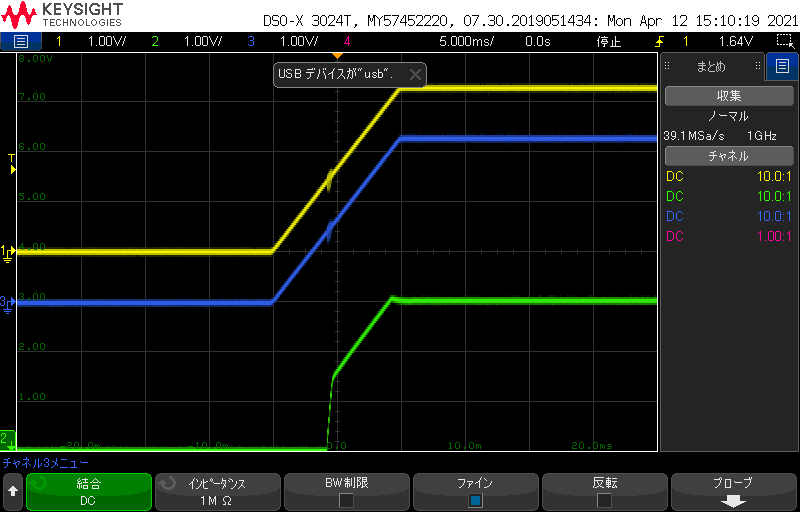 KEYSIGHT
TECHNOLOGIES
DSO-X 3024T, MY57452220, 07.30.2019051434: Mon Apr 12 15:10:19 2021
1 1.00V/ 2 1.00V/ 3 1.00V/ 4 5.000ms/ 0.0s 停止 1 1.64V
8.00V
USB デバイスが"usb".
まとめ
7.00
収集
ノーマル
39.1MSa/s 1GHz
6.00
チャネル
T
DC 10.0:1
5.00
DC 10.0:1
DC 10.0:1
DC 1.00:1
1
4.00
3
3.00
2.00
1.00
2
-20.0m -10.0m 0.0 10.0m 20.0ms
チャネル3メニュー
結合
DC
インピータンス
1M Ω
BW制限
ファイン
反転
プローブ